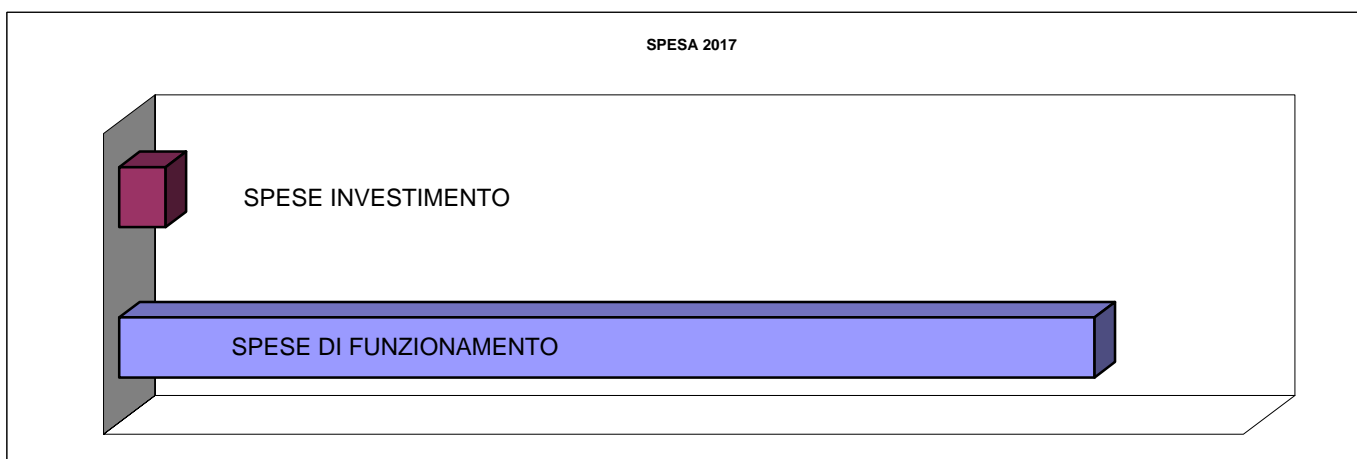 SPESA 2017
SPESE INVESTIMENTO
SPESE DI FUNZIONAMENTO